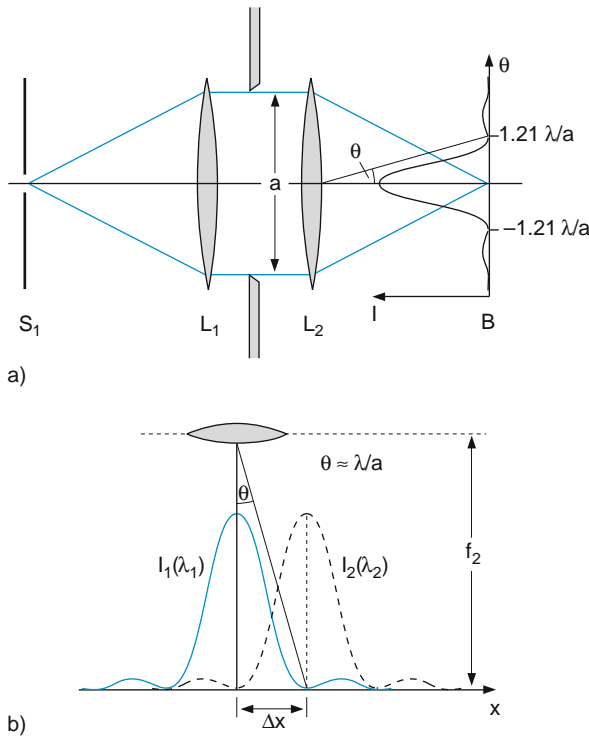 θ
1.21 λ/a
θ
a
−1.21 λ/a
I
S1
L1
L2
B
a)
θ ≈ λ/a
θ
I1(λ1)
I2(λ2)
f2
x
Δx
b)